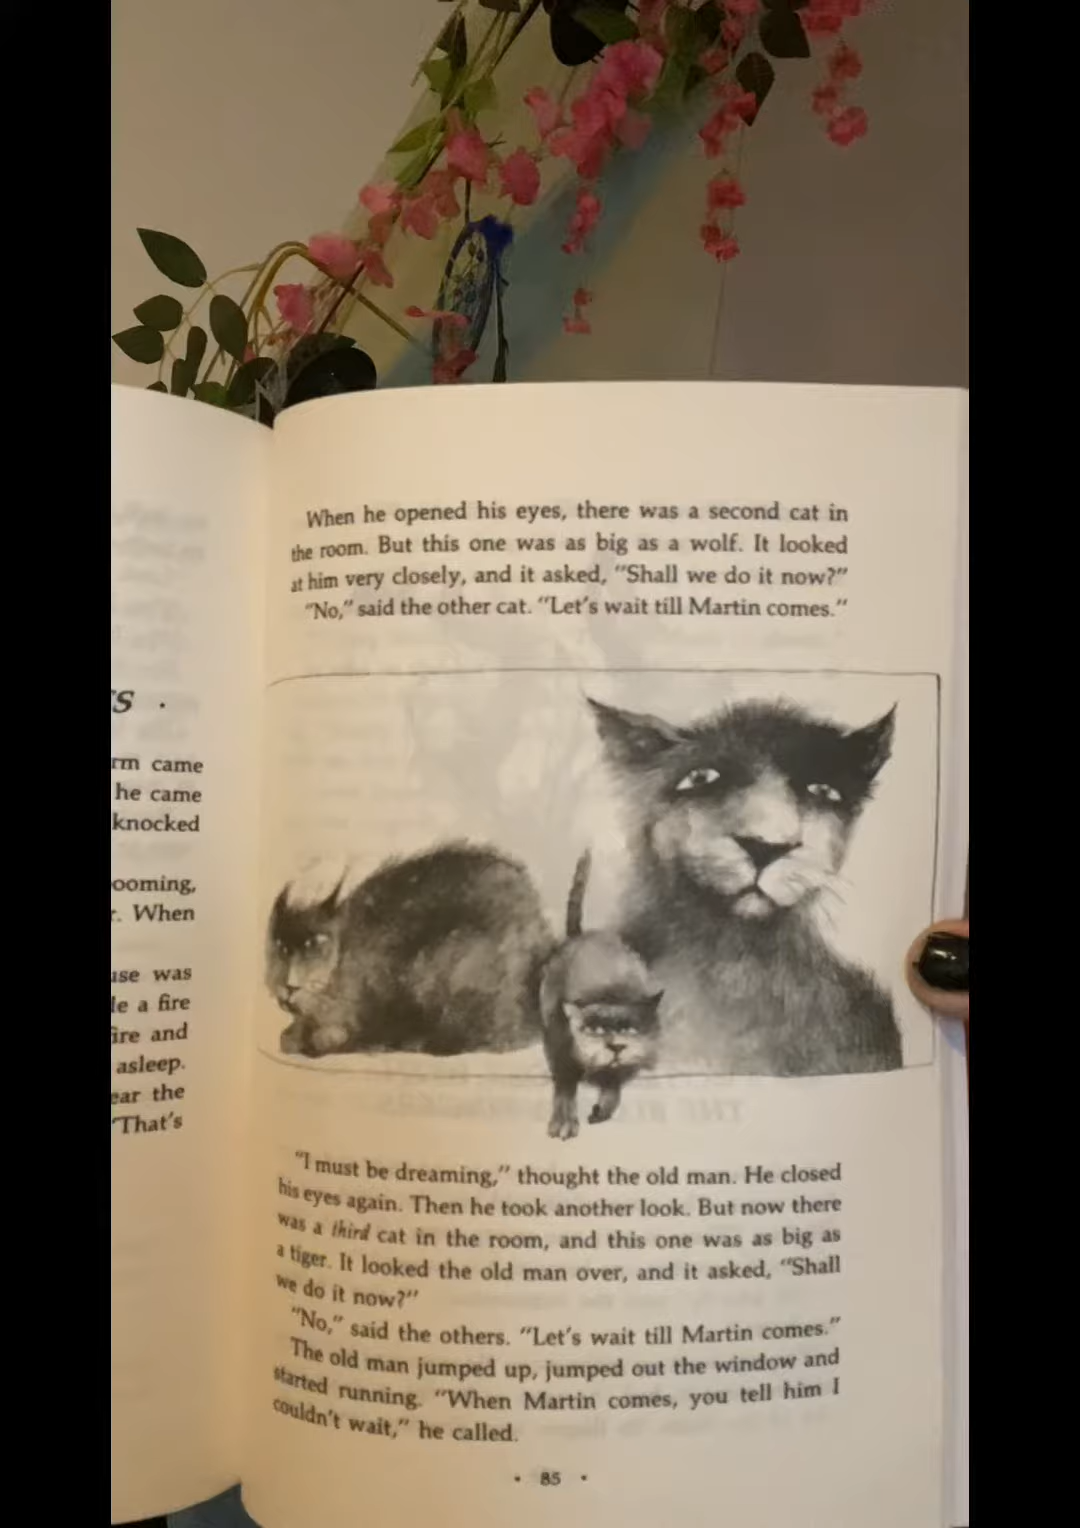 S .
rm came
he came
knocked
ooming,
r. When
use was
le a fire
ire and
asleep.
ear the
"That's
When he opened his eyes, there was a second cat in
the room. But this one was as big as a wolf. It looked
at him very closely, and it asked, "Shall we do it now?"
"No," said the other cat. "Let's wait till Martin comes."
"I must be dreaming," thought the old man. He closed
his eyes again. Then he took another look. But now there
was a third cat in the room, and this one was as big as
a tiger. It looked the old man over, and it asked, "Shall
we do it now?"
"No," said the others. "Let's wait till Martin comes."
The old man jumped up, jumped out the window and
started running. "When Martin comes, you tell him I
couldn't wait," he called.
· 85 ·